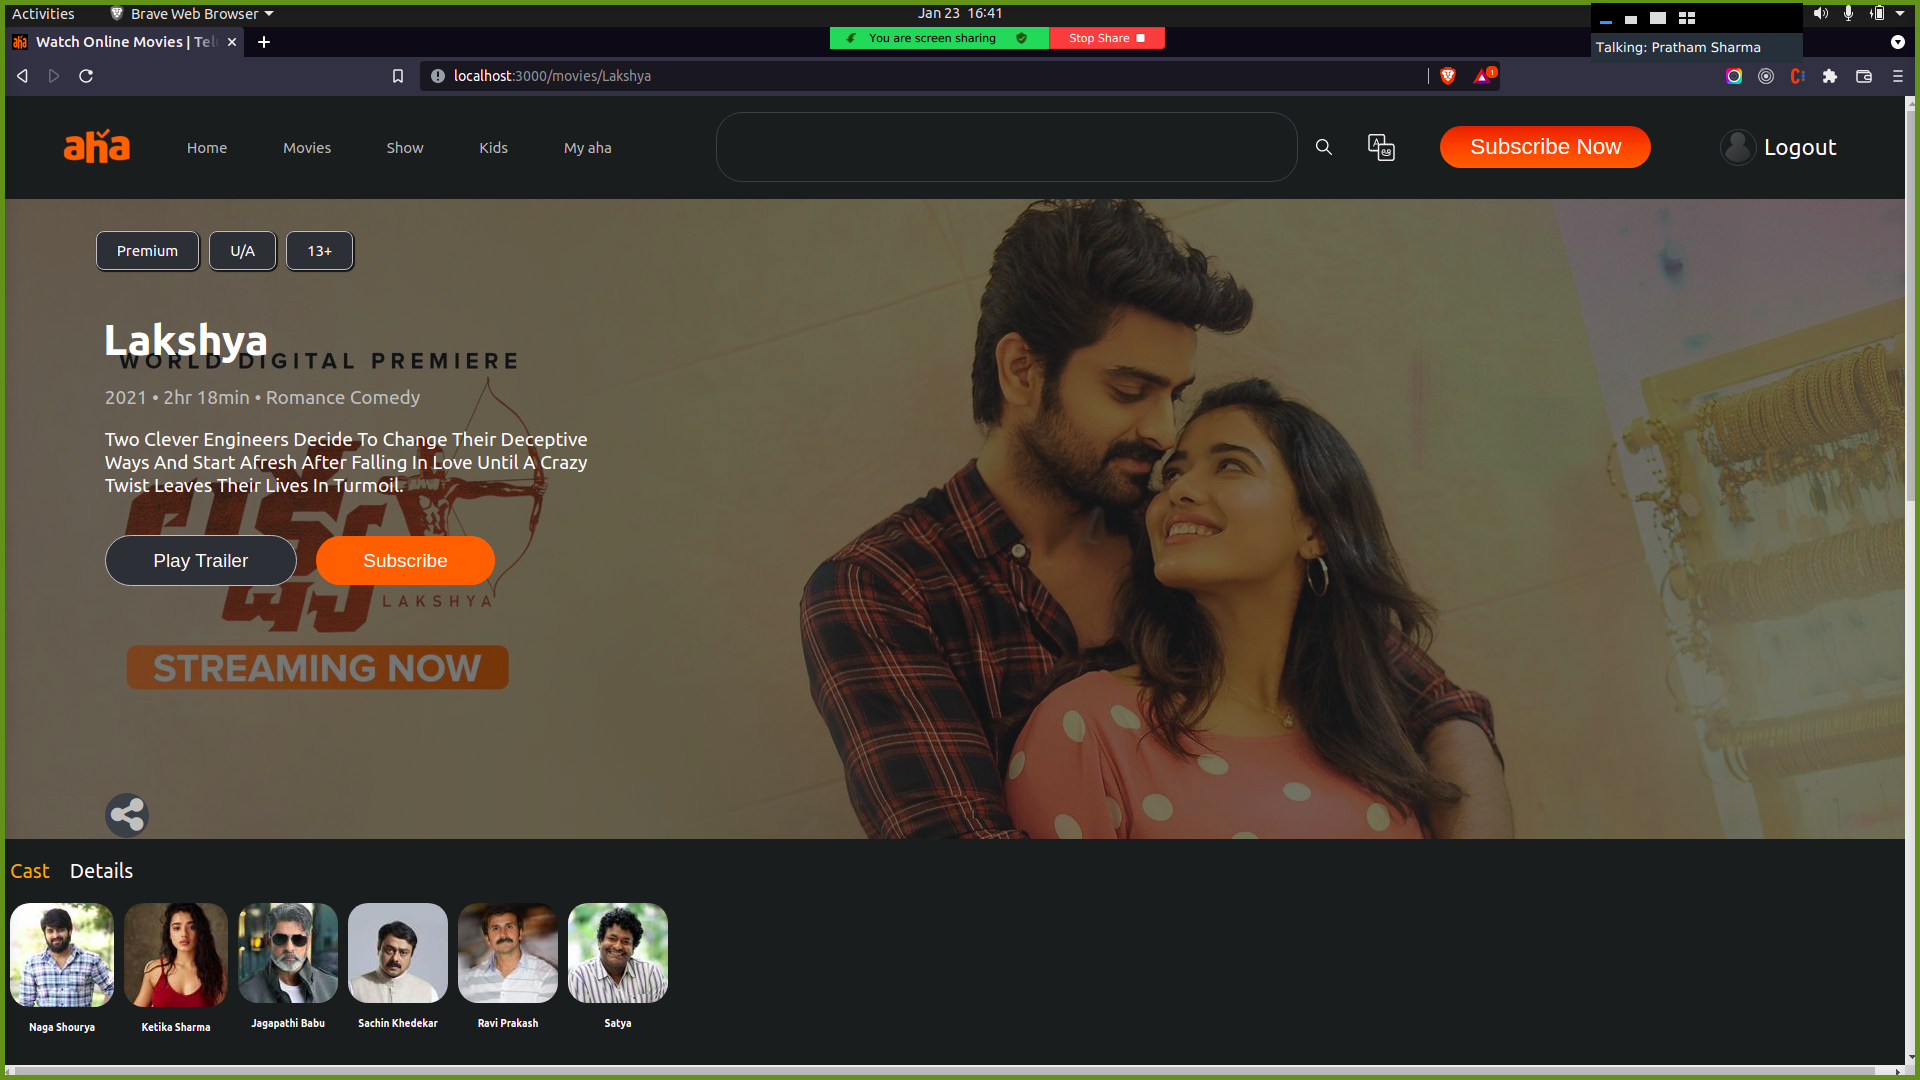 Activities
Brave Web Browser
Jan 23 16:41
Watch Online Movies | Tel
You are screen sharing
Stop Share
Talking: Pratham Sharma
localhost:3000/movies/Lakshya
1
aha
Home
Movies
Show
Kids
My aha
Subscribe Now
Logout
Premium
U/A
13+
Lakshya
WORLD DIGITAL PREMIERE
2021 • 2hr 18min • Romance Comedy
Two Clever Engineers Decide To Change Their Deceptive
Ways And Start Afresh After Falling In Love Until A Crazy
Twist Leaves Their Lives In Turmoil.
Play Trailer
Subscribe
LAKSHYA
STREAMING NOW
Cast
Details
Naga Shourya
Ketika Sharma
Jagapathi Babu
Sachin Khedekar
Ravi Prakash
Satya